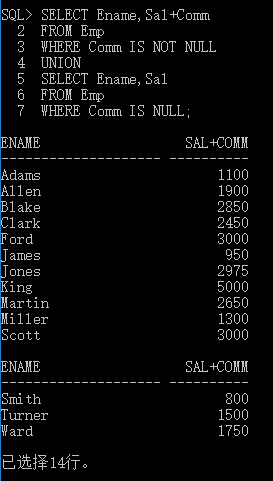 SQL> SELECT Ename,Sal+Comm
2 FROM Emp
3 WHERE Comm IS NOT NULL
4 UNION
5 SELECT Ename,Sal
6 FROM Emp
7 WHERE Comm IS NULL;
ENAME SAL+COMM
-------------------- ----------
Adams 1100
Allen 1900
Blake 2850
Clark 2450
Ford 3000
James 950
Jones 2975
King 5000
Martin 2650
Miller 1300
Scott 3000
ENAME SAL+COMM
-------------------- ----------
Smith 800
Turner 1500
Ward 1750
已选择14行。